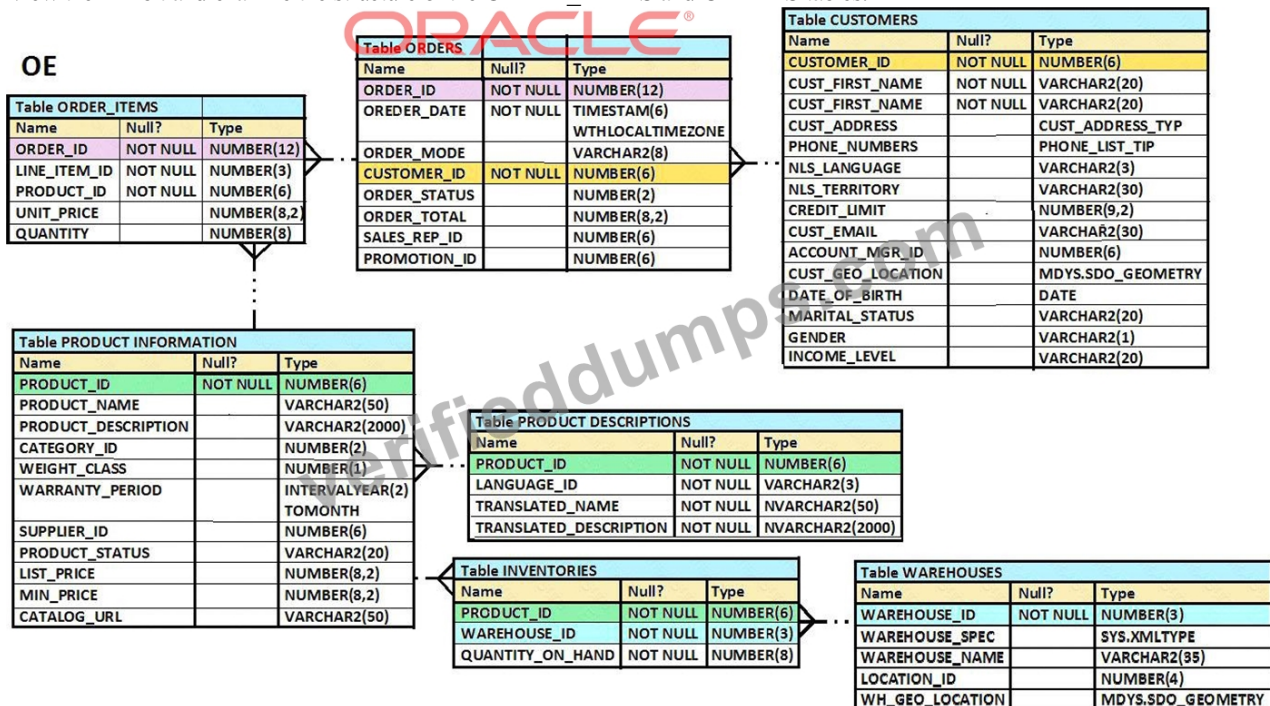 ORACLE®
OE
Table ORDER_ITEMS
Name Null? Type
ORDER_ID NOT NULL NUMBER(12)
LINE_ITEM_ID NOT NULL NUMBER(3)
PRODUCT_ID NOT NULL NUMBER(6)
UNIT_PRICE NUMBER(8,2)
QUANTITY NUMBER(8)
Table ORDERS
Name Null? Type
ORDER_ID NOT NULL NUMBER(12)
OREDER_DATE NOT NULL TIMESTAM(6)
WTHLOCALTIMEZONE
ORDER_MODE VARCHAR2(8)
CUSTOMER_ID NOT NULL NUMBER(6)
ORDER_STATUS NUMBER(2)
ORDER_TOTAL NUMBER(8,2)
SALES_REP_ID NUMBER(6)
PROMOTION_ID NUMBER(6)
Table CUSTOMERS
Name Null? Type
CUSTOMER_ID NOT NULL NUMBER(6)
CUST_FIRST_NAME NOT NULL VARCHAR2(20)
CUST_FIRST_NAME NOT NULL VARCHAR2(20)
CUST_ADDRESS CUST_ADDRESS_TYP
PHONE_NUMBERS PHONE_LIST_TIP
NLS_LANGUAGE VARCHAR2(3)
NLS_TERRITORY VARCHAR2(30)
CREDIT_LIMIT NUMBER(9,2)
CUST_EMAIL VARCHAR2(30)
ACCOUNT_MGR_ID NUMBER(6)
CUST_GEO_LOCATION MDYS.SDO_GEOMETRY
DATE_OF_BIRTH DATE
MARITAL_STATUS VARCHAR2(20)
GENDER VARCHAR2(1)
INCOME_LEVEL VARCHAR2(20)
Table PRODUCT INFORMATION
Name Null? Type
PRODUCT_ID NOT NULL NUMBER(6)
PRODUCT_NAME VARCHAR2(50)
PRODUCT_DESCRIPTION VARCHAR2(2000)
CATEGORY_ID NUMBER(2)
WEIGHT_CLASS NUMBER(1)
WARRANTY_PERIOD INTERVALYEAR(2)
TOMONTH
SUPPLIER_ID NUMBER(6)
PRODUCT_STATUS VARCHAR2(20)
LIST_PRICE NUMBER(8,2)
MIN_PRICE NUMBER(8,2)
CATALOG_URL VARCHAR2(50)
Table PRODUCT DESCRIPTIONS
Name Null? Type
PRODUCT_ID NOT NULL NUMBER(6)
LANGUAGE_ID NOT NULL VARCHAR2(3)
TRANSLATED_NAME NOT NULL NVARCHAR2(50)
TRANSLATED_DESCRIPTION NOT NULL NVARCHAR2(2000)
Table INVENTORIES
Name Null? Type
PRODUCT_ID NOT NULL NUMBER(6)
WAREHOUSE_ID NOT NULL NUMBER(3)
QUANTITY_ON_HAND NOT NULL NUMBER(8)
Table WAREHOUSES
Name Null? Type
WAREHOUSE_ID NOT NULL NUMBER(3)
WAREHOUSE_SPEC SYS.XMLTYPE
WAREHOUSE_NAME VARCHAR2(35)
LOCATION_ID NUMBER(4)
WH_GEO_LOCATION MDYS.SDO_GEOMETRY
verifieddumps.com